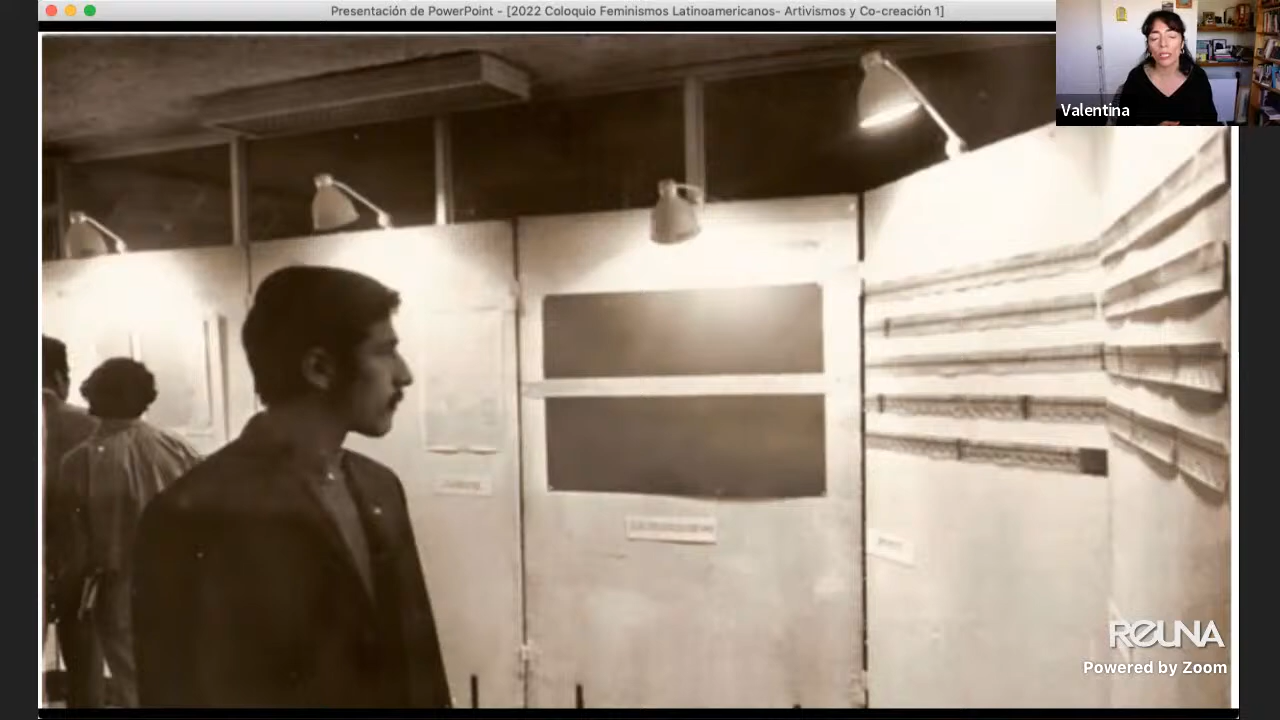 Presentación de PowerPoint - [2022 Coloquio Feminismos Latinoamericanos- Artivismos y Co-creación 1]
Valentina
REUNA
Powered by Zoom